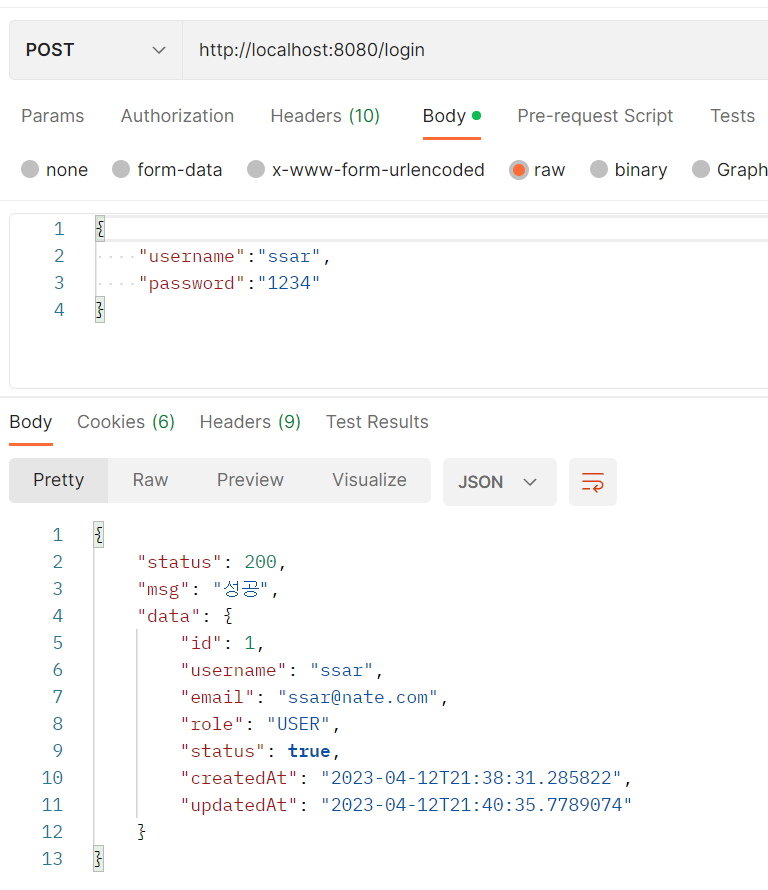 POST http://localhost:8080/login
Params Authorization Headers (10) Body Pre-request Script Tests
none form-data x-www-form-urlencoded raw binary Graph
1 {
2 "username":"ssar",
3 "password":"1234"
4 }
Body Cookies (6) Headers (9) Test Results
Pretty Raw Preview Visualize JSON
1 {
2 "status": 200,
3 "msg": "성공",
4 "data": {
5 "id": 1,
6 "username": "ssar",
7 "email": "ssar@nate.com",
8 "role": "USER",
9 "status": true,
10 "createdAt": "2023-04-12T21:38:31.285822",
11 "updatedAt": "2023-04-12T21:40:35.7789074"
12 }
13 }